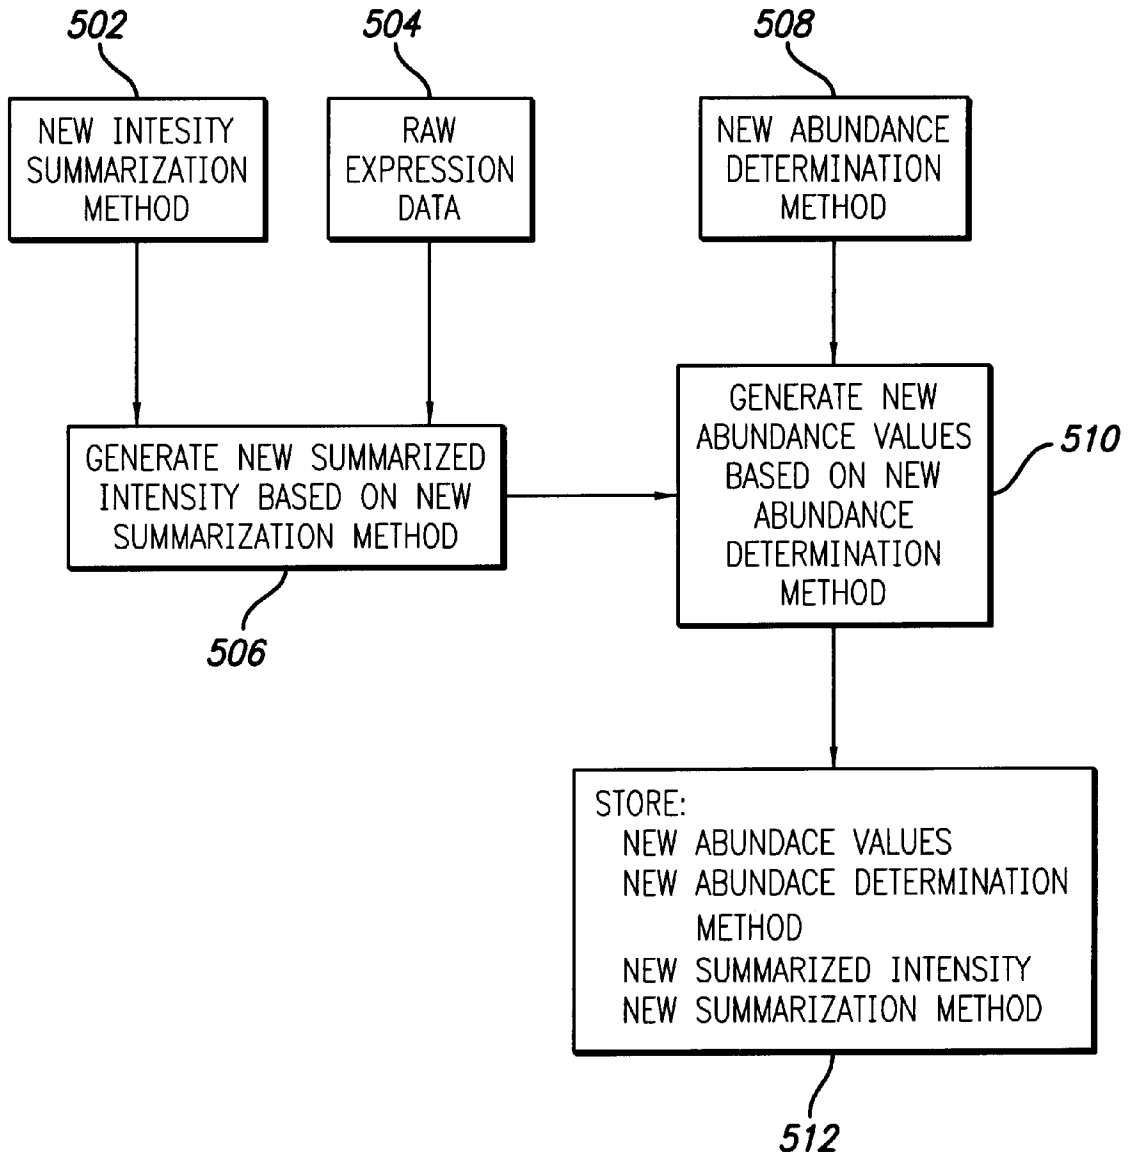 502
504
508
NEW INTESITY
SUMMARIZATION
METHOD
RAW
EXPRESSION
DATA
NEW ABUNDANCE
DETERMINATION
METHOD
GENERATE NEW SUMMARIZED
INTENSITY BASED ON NEW
SUMMARIZATION METHOD
506
GENERATE NEW
ABUNDANCE VALUES
BASED ON NEW
ABUNDANCE
DETERMINATION
METHOD
510
STORE:
NEW ABUNDACE VALUES
NEW ABUNDACE DETERMINATION
METHOD
NEW SUMMARIZED INTENSITY
NEW SUMMARIZATION METHOD
512